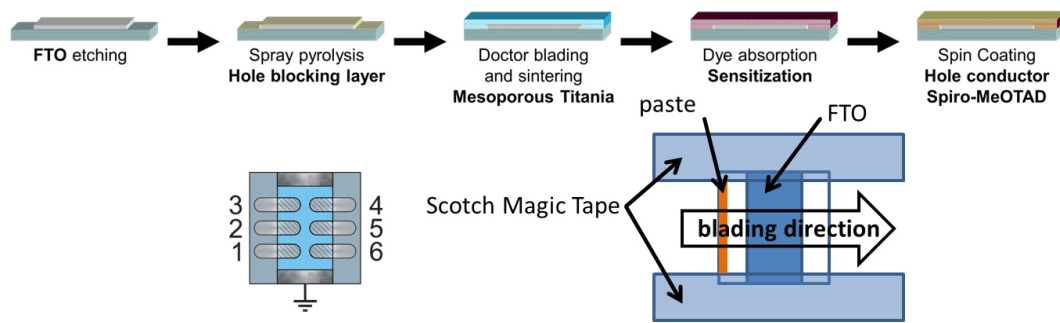 FTO etching
Spray pyrolysis
Hole blocking layer
Doctor blading
and sintering
Mesoporous Titania
Dye absorption
Sensitization
Spin Coating
Hole conductor
Spiro-MeOTAD
paste
FTO
Scotch Magic Tape
blading direction
3 4
2 5
1 6